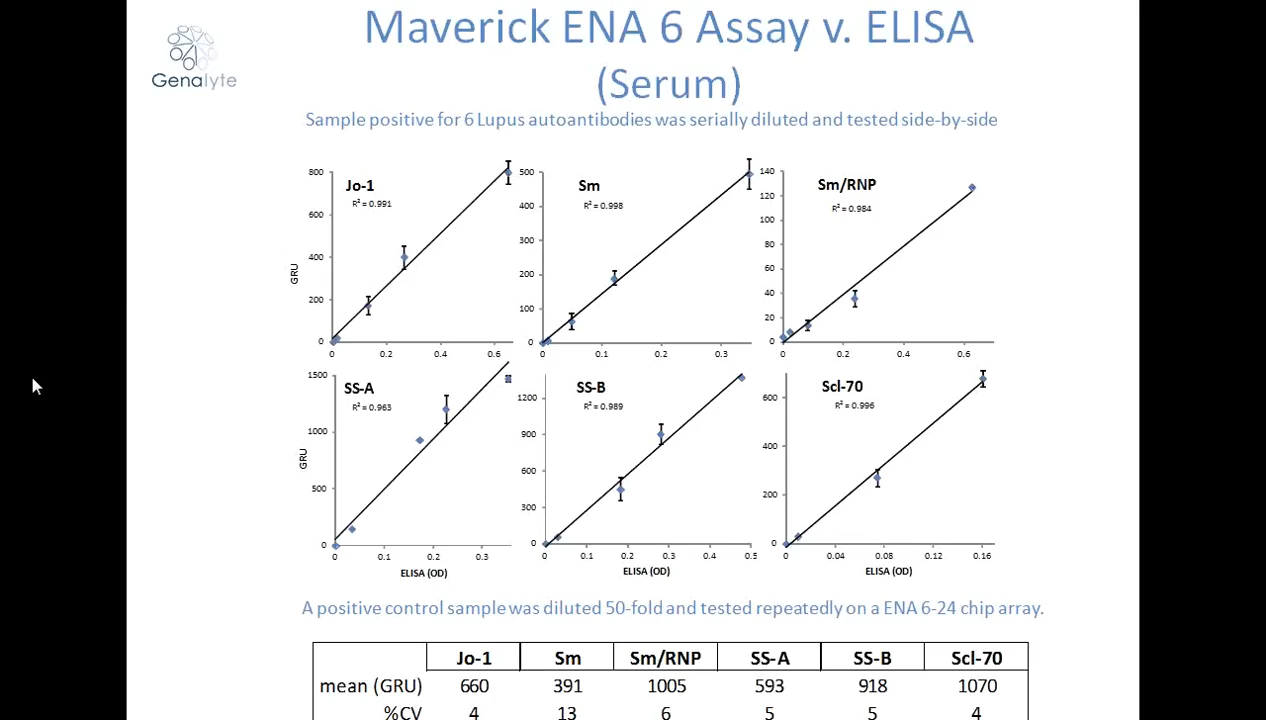 Maverick ENA 6 Assay v. ELISA
(Serum)
Genalyte
Sample positive for 6 Lupus autoantibodies was serially diluted and tested side-by-side
Jo-1
R² = 0.991
GRU
800
600
400
200
0
0 0.2 0.4 0.6
Sm
R² = 0.998
500
400
300
200
100
0
0 0.1 0.2 0.3
Sm/RNP
R² = 0.984
140
120
100
80
60
40
20
0
0 0.2 0.4 0.6
SS-A
R² = 0.963
GRU
1500
1000
500
0
0 0.1 0.2 0.3
ELISA (OD)
SS-B
R² = 0.989
1200
900
600
300
0
0 0.1 0.2 0.3 0.4 0.5
ELISA (OD)
Scl-70
R² = 0.996
600
400
200
0
0 0.04 0.08 0.12 0.16
ELISA (OD)
A positive control sample was diluted 50-fold and tested repeatedly on a ENA 6-24 chip array.
Jo-1 Sm Sm/RNP SS-A SS-B Scl-70
mean (GRU) 660 391 1005 593 918 1070
%CV 4 13 6 5 5 4